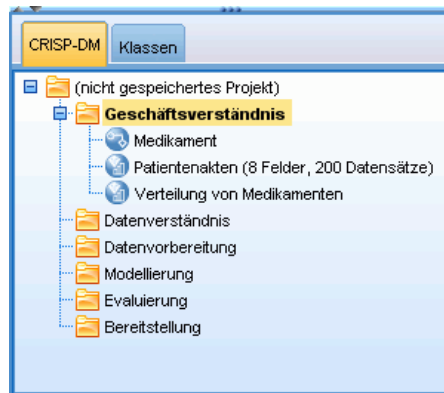 CRISP-DM Klassen
(nicht gespeichertes Projekt)
Geschäftsverständnis
Medikament
Patientenakten (8 Felder, 200 Datensätze)
Verteilung von Medikamenten
Datenverständnis
Datenvorbereitung
Modellierung
Evaluierung
Bereitstellung